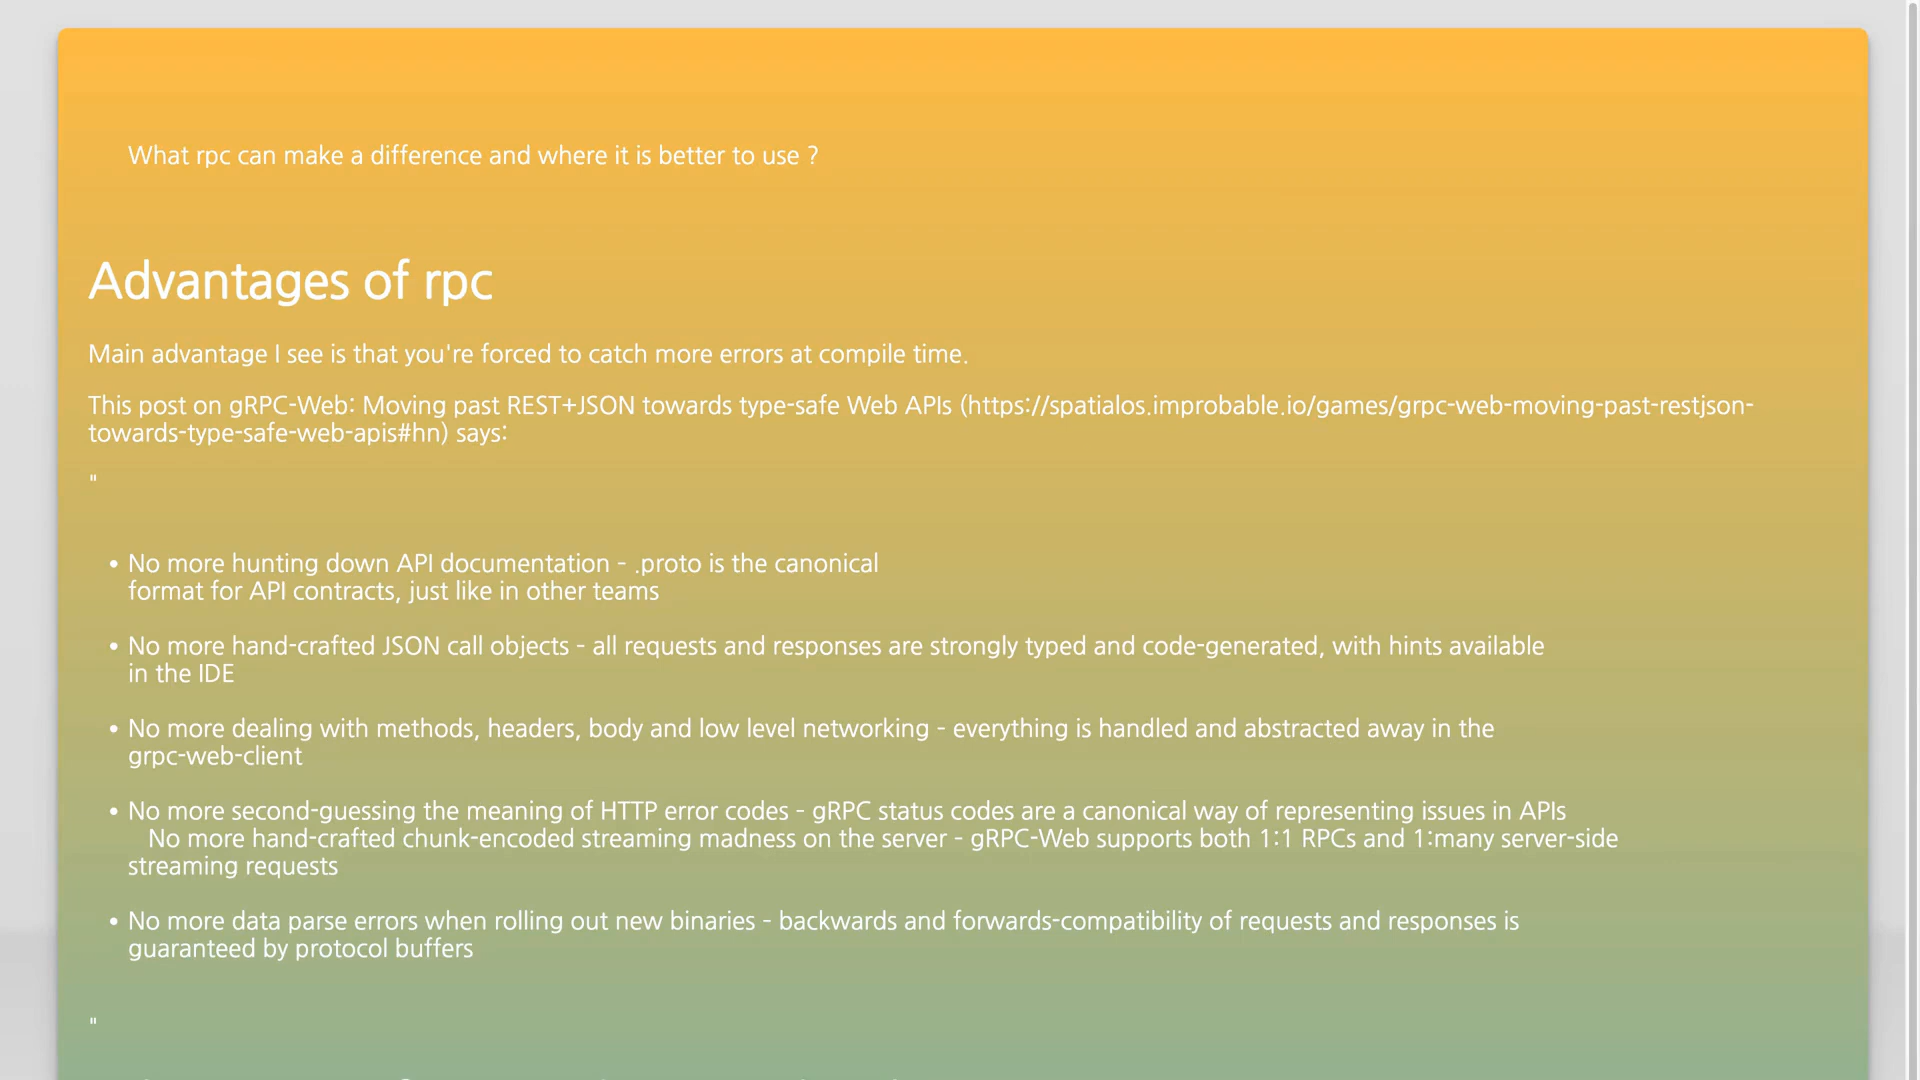 What rpc can make a difference and where it is better to use ?
Advantages of rpc
Main advantage I see is that you're forced to catch more errors at compile time.
This post on gRPC-Web: Moving past REST+JSON towards type-safe Web APIs (https://spatialos.improbable.io/games/grpc-web-moving-past-restjson-
towards-type-safe-web-apis#hn) says:
"
• No more hunting down API documentation - .proto is the canonical
format for API contracts, just like in other teams
• No more hand-crafted JSON call objects - all requests and responses are strongly typed and code-generated, with hints available
in the IDE
• No more dealing with methods, headers, body and low level networking - everything is handled and abstracted away in the
grpc-web-client
• No more second-guessing the meaning of HTTP error codes - gRPC status codes are a canonical way of representing issues in APIs
No more hand-crafted chunk-encoded streaming madness on the server - gRPC-Web supports both 1:1 RPCs and 1:many server-side
streaming requests
• No more data parse errors when rolling out new binaries - backwards and forwards-compatibility of requests and responses is
guaranteed by protocol buffers
"